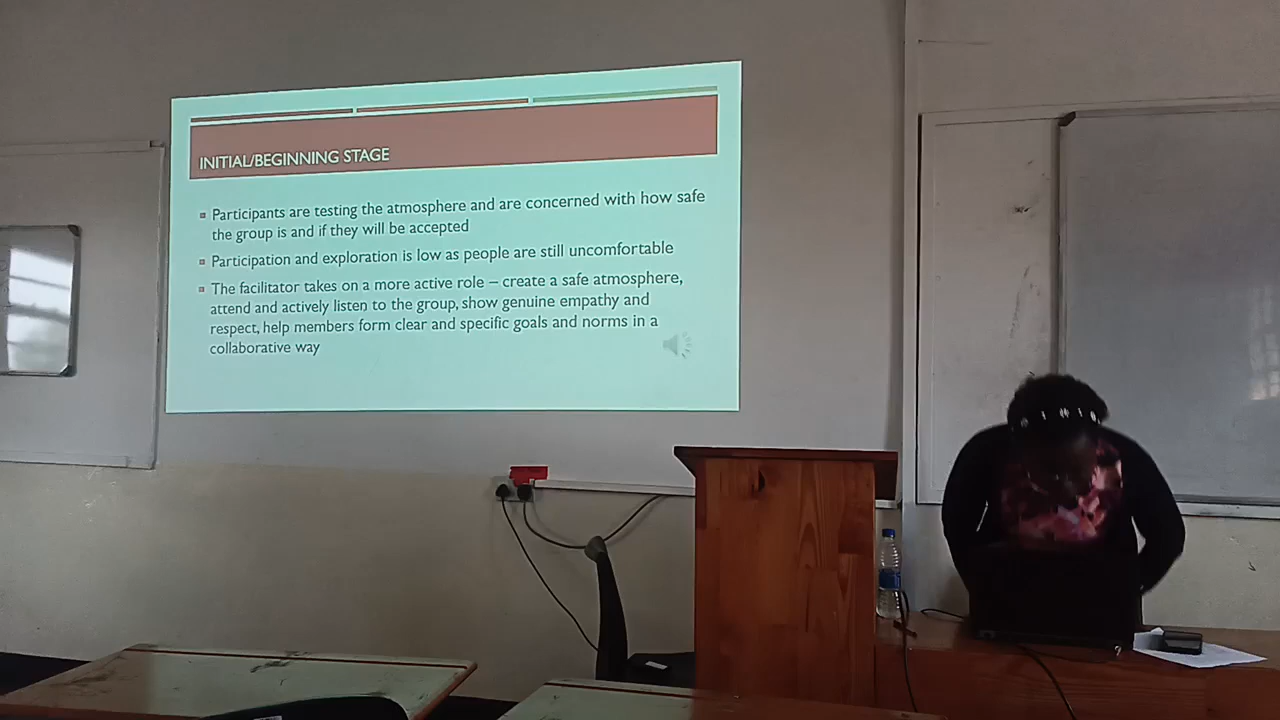 INITIAL/BEGINNING STAGE
Participants are testing the atmosphere and are concerned with how safe
the group is and if they will be accepted
Participation and exploration is low as people are still uncomfortable
The facilitator takes on a more active role – create a safe atmosphere,
attend and actively listen to the group, show genuine empathy and
respect, help members form clear and specific goals and norms in a
collaborative way